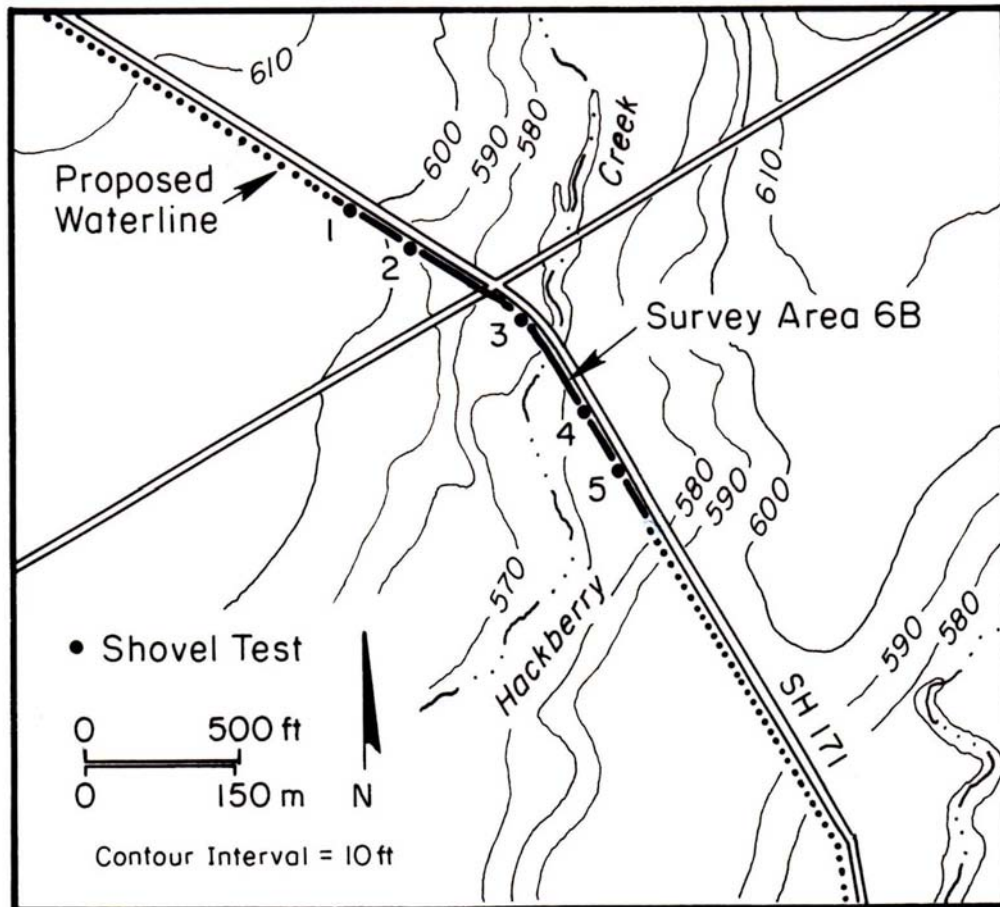 610
Proposed
Waterline
600
590
580
Creek
610
1
2
3
Survey Area 6B
4
5
580
590
600
570
Hackberry
590
580
SH 171
• Shovel Test
0 500 ft
0 150 m
N
Contour Interval = 10 ft